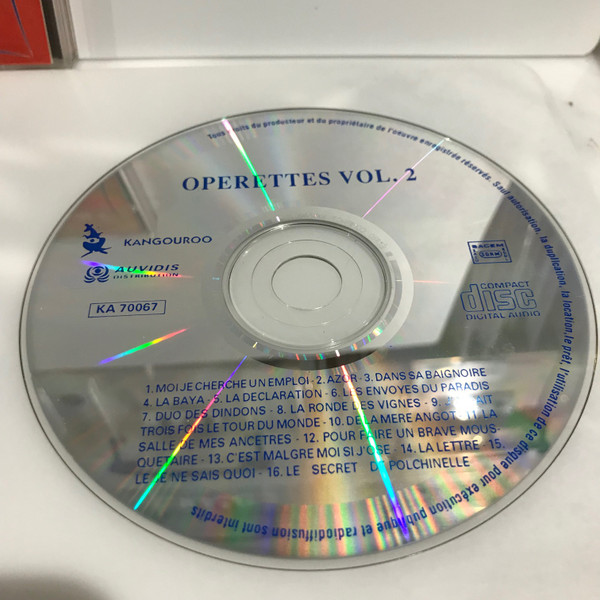 Tous droits du producteur et du propriétaire de l'oeuvre enregistrée réservés. Sauf autorisation, la duplication, la location, le prêt, l'utilisation de ce disque pour exécution publique et radiodiffusion sont interdits
OPERETTES VOL. 2
KANGOUROO
AUVIDIS
DISTRIBUTION
KA 70067
SACEM
SDRM
COMPACT
disc
DIGITAL AUDIO
1. MOI JE CHERCHE UN EMPLOI - 2. AZOR - 3. DANS SA BAIGNOIRE
4. LA BAYA - 5. LA DECLARATION - 6. LES ENVOYES DU PARADIS
7. DUO DES DINDONS - 8. LA RONDE DES VIGNES - 9.
TROIS FOIS LE TOUR DU MONDE - 10. DE LA MERE ANGOT - 11. LA
SALLE DE MES ANCETRES - 12. POUR FAIRE UN BRAVE MOUS-
QUETAIRE - 13. C'EST MALGRE MOI SI J'OSE - 14. LA LETTRE - 15.
LE JE NE SAIS QUOI - 16. LE SECRET DE POLCHINELLE